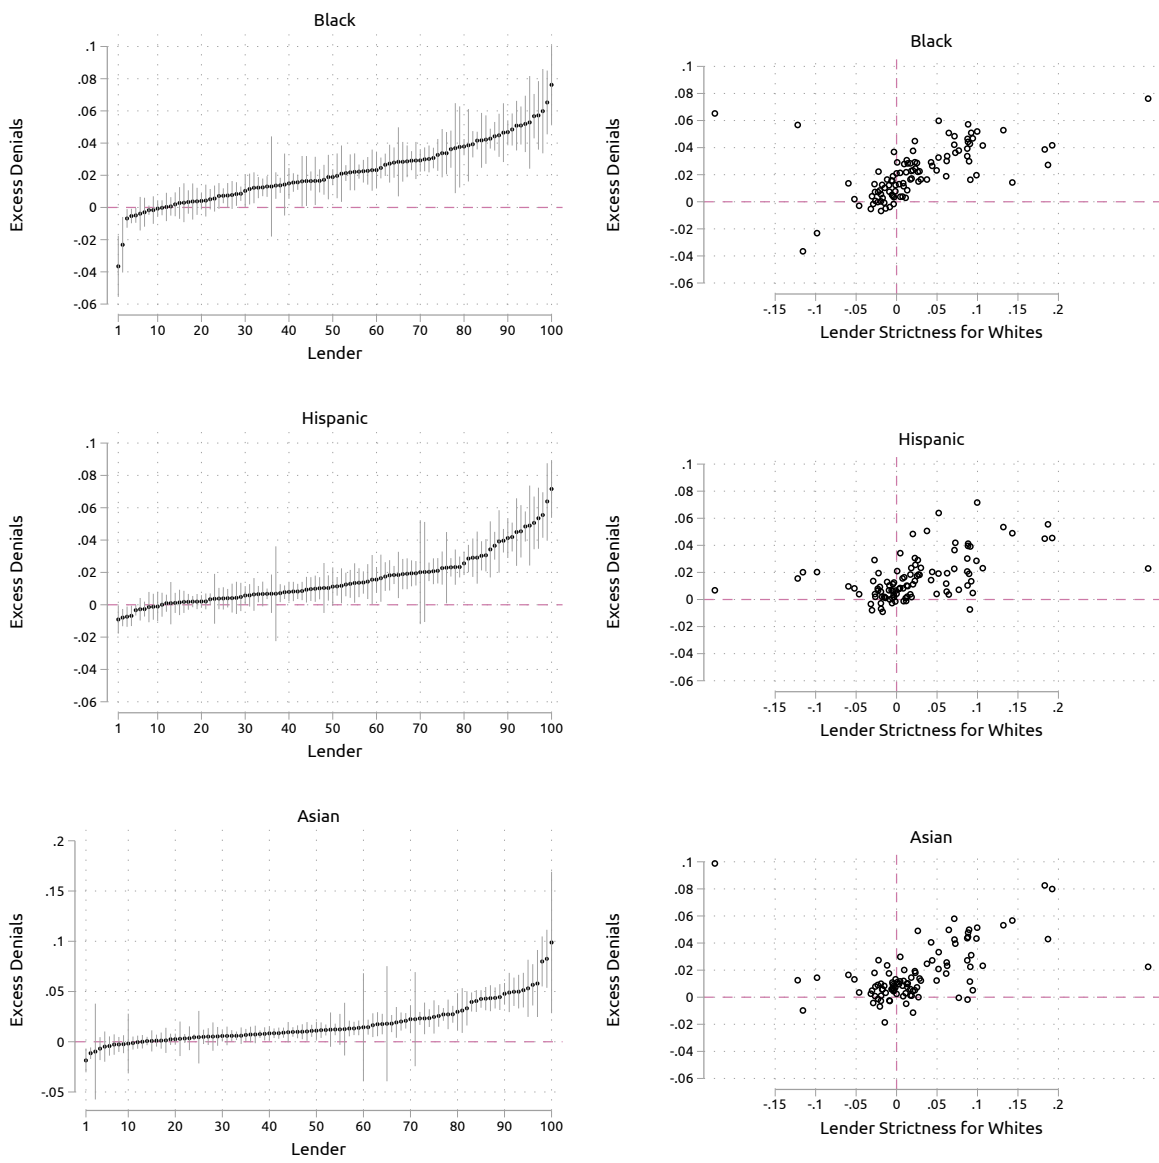 Black
Excess Denials
.1
.08
.06
.04
.02
0
-.02
-.04
-.06
1 10 20 30 40 50 60 70 80 90 100
Lender
Black
Excess Denials
.1
.08
.06
.04
.02
0
-.02
-.04
-.06
-.15 -.1 -.05 0 .05 .1 .15 .2
Lender Strictness for Whites
Hispanic
Excess Denials
.1
.08
.06
.04
.02
0
-.02
-.04
-.06
1 10 20 30 40 50 60 70 80 90 100
Lender
Hispanic
Excess Denials
.1
.08
.06
.04
.02
0
-.02
-.04
-.06
-.15 -.1 -.05 0 .05 .1 .15 .2
Lender Strictness for Whites
Asian
Excess Denials
.2
.15
.1
.05
0
-.05
1 10 20 30 40 50 60 70 80 90 100
Lender
Asian
Excess Denials
.1
.08
.06
.04
.02
0
-.02
-.04
-.06
-.15 -.1 -.05 0 .05 .1 .15 .2
Lender Strictness for Whites